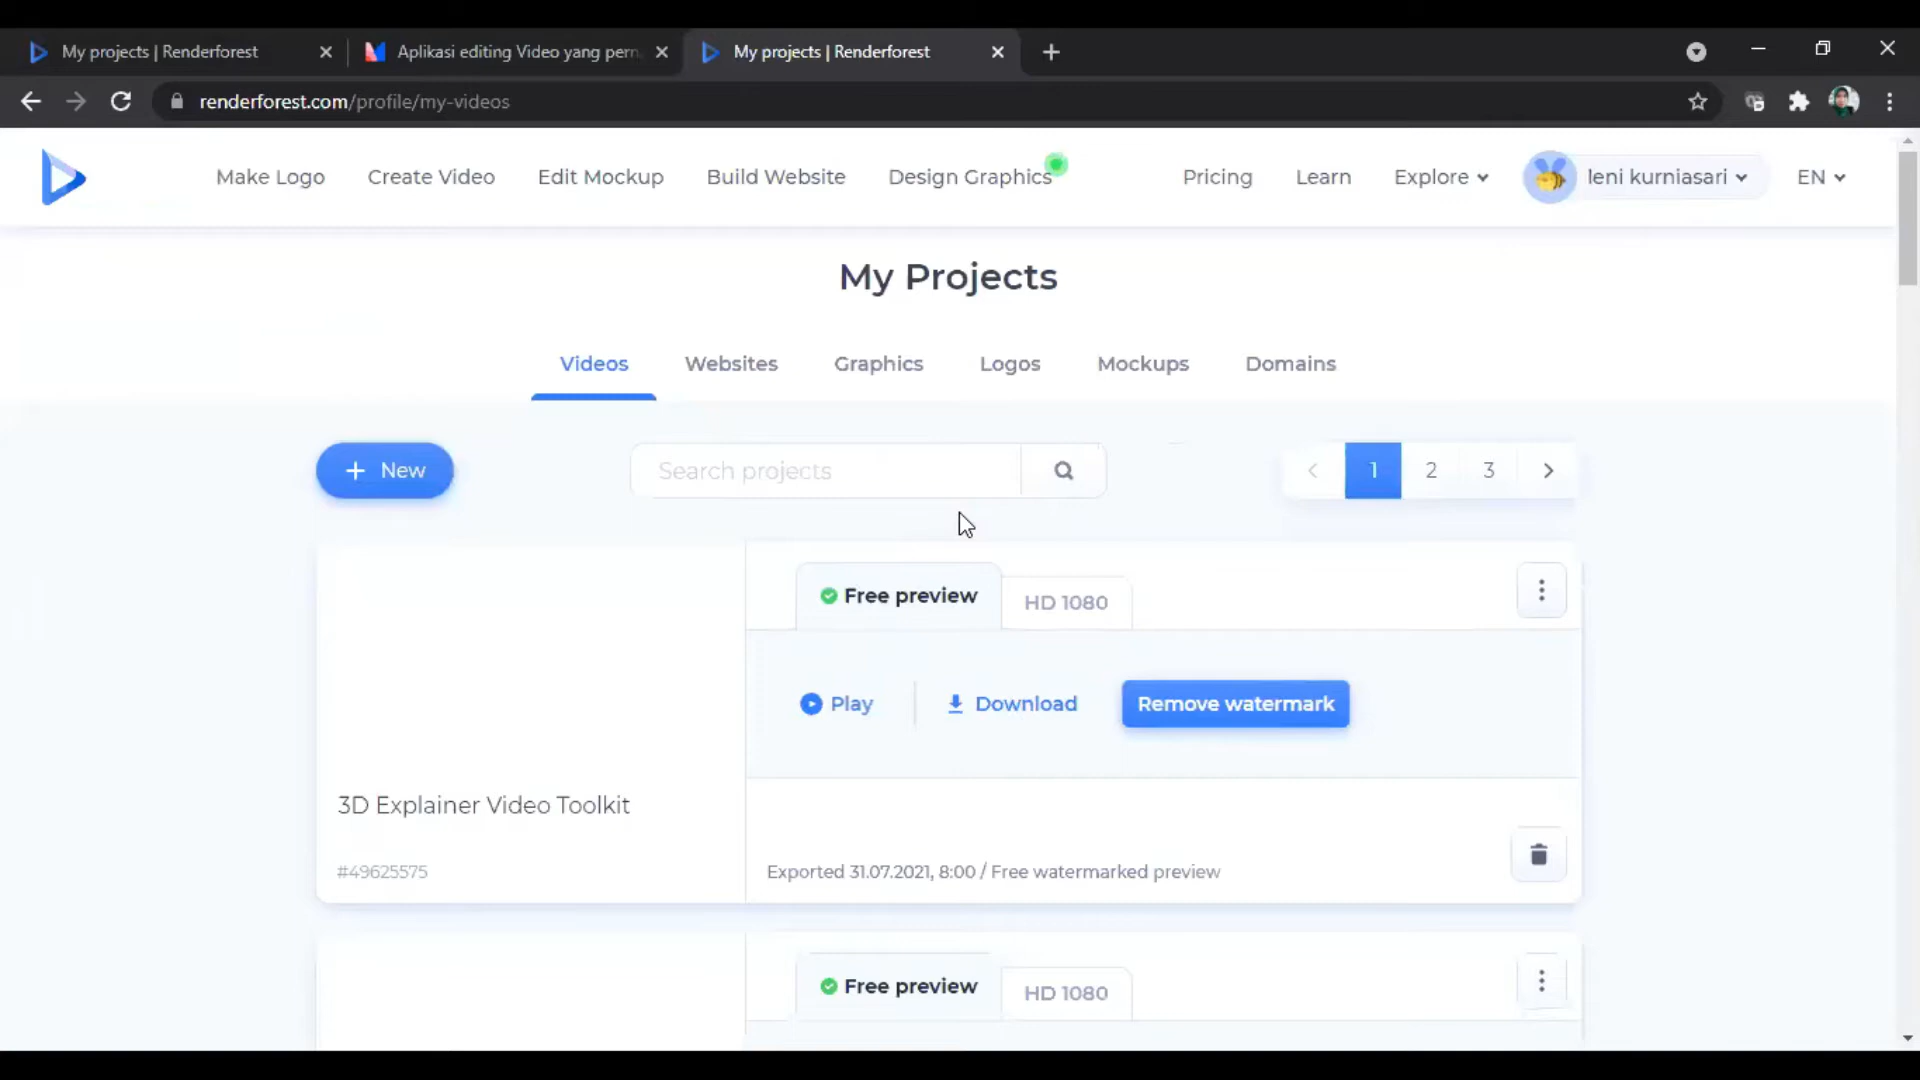 My projects | Renderforest
Aplikasi editing Video yang pern
My projects | Renderforest
renderforest.com/profile/my-videos
Make Logo Create Video Edit Mockup Build Website Design Graphics Pricing Learn Explore leni kurniasari EN
My Projects
Videos Websites Graphics Logos Mockups Domains
+ New
Search projects
< 1 2 3 >
Free preview HD 1080
Play Download Remove watermark
3D Explainer Video Toolkit
#49625575
Exported 31.07.2021, 8:00 / Free watermarked preview
Free preview HD 1080